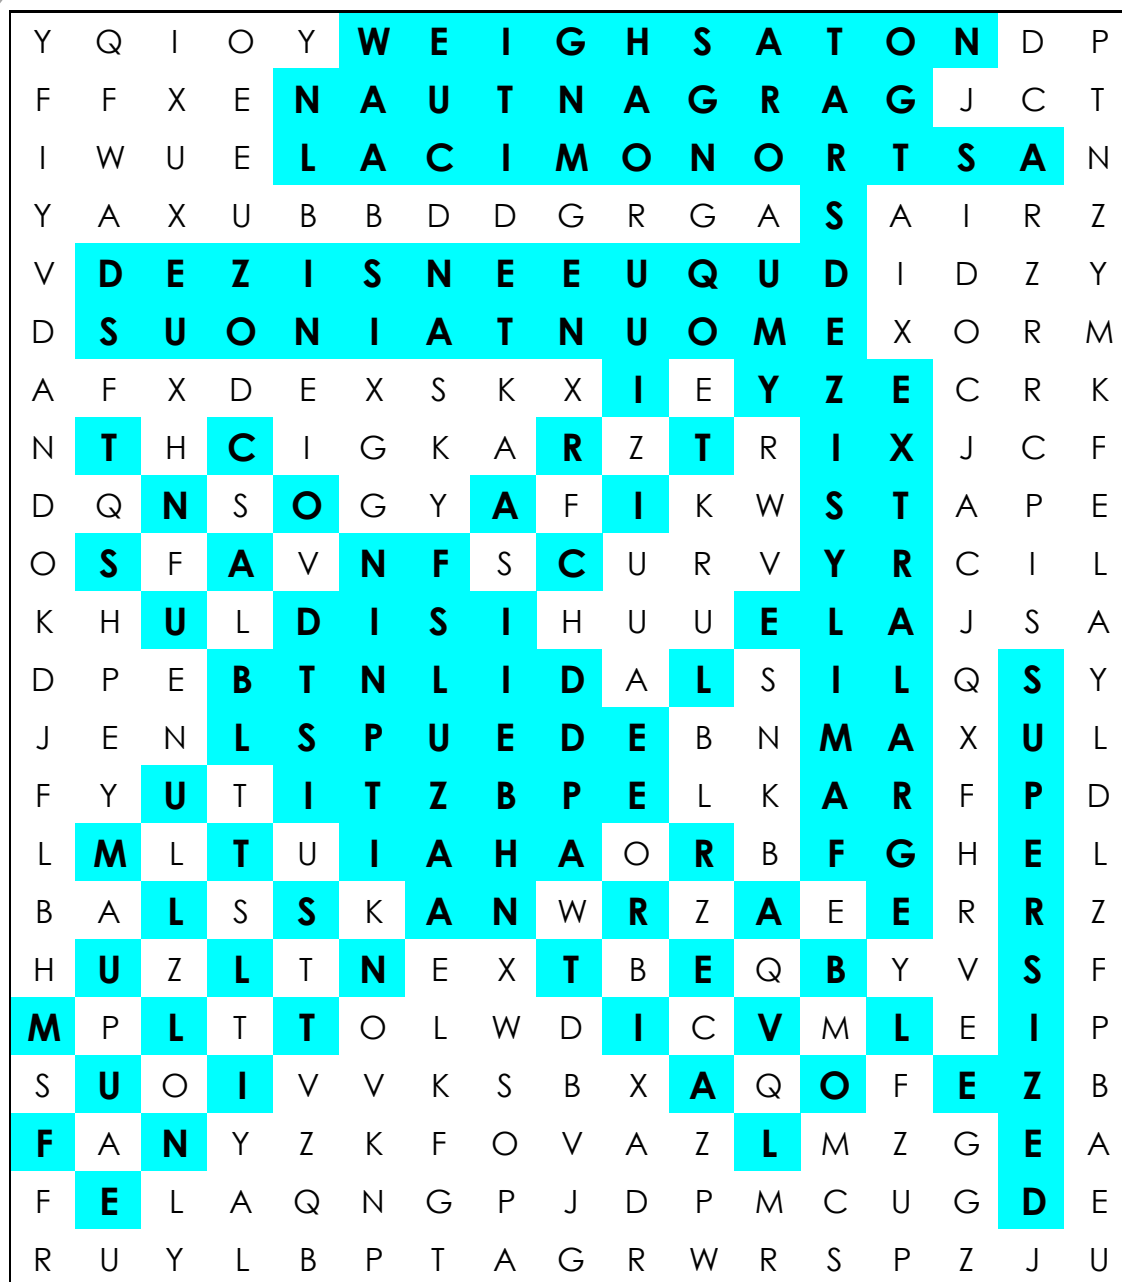 Y Q I O Y W E I G H S A T O N D P
F F X E N A U T N A G R A G J C T
I W U E L A C I M O N O R T S A N
Y A X U B B D D G R G A S A I R Z
V D E Z I S N E E U Q U D I D Z Y
D S U O N I A T N U O M E X O R M
A F X D E X S K X I E Y Z E C R K
N T H C I G K A R Z T R I X J C F
D Q N S O G Y A F I K W S T A P E
O S F A V N F S C U R V Y R C I L
K H U L D I S I H U U E L A J S A
D P E B T N L I D A L S I L Q S Y
J E N L S P U E D E B N M A X U L
F Y U T I T Z B P E L K A R F P D
L M L T U I A H A O R B F G H E L
B A L S S K A N W R Z A E E R R Z
H U Z L T N E X T B E Q B Y V S F
M P L T T O L W D I C V M L E I P
S U O I V V K S B X A Q O F E Z B
F A N Y Z K F O V A Z L M Z G E A
F E L A Q N G P J D P M C U G D E
R U Y L B P T A G R W R S P Z J U